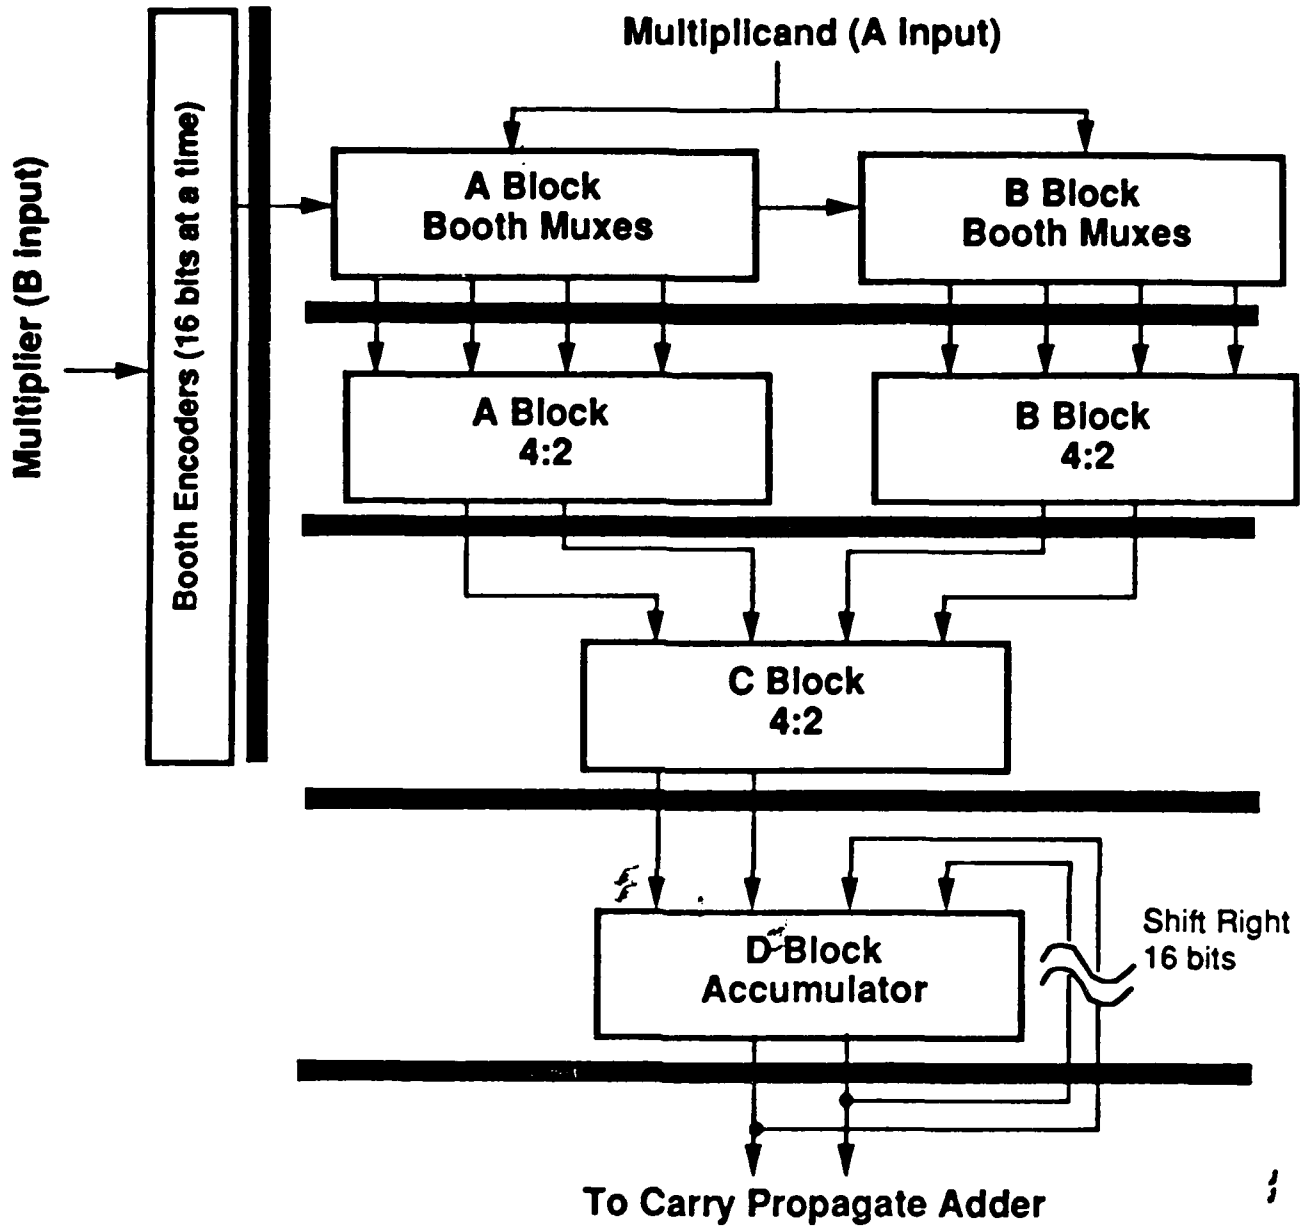 Multiplicand (A input)
Multiplier (B input)
Booth Encoders (16 bits at a time)
A Block
Booth Muxes
B Block
Booth Muxes
A Block
4:2
B Block
4:2
C Block
4:2
D Block
Accumulator
Shift Right
16 bits
To Carry Propagate Adder